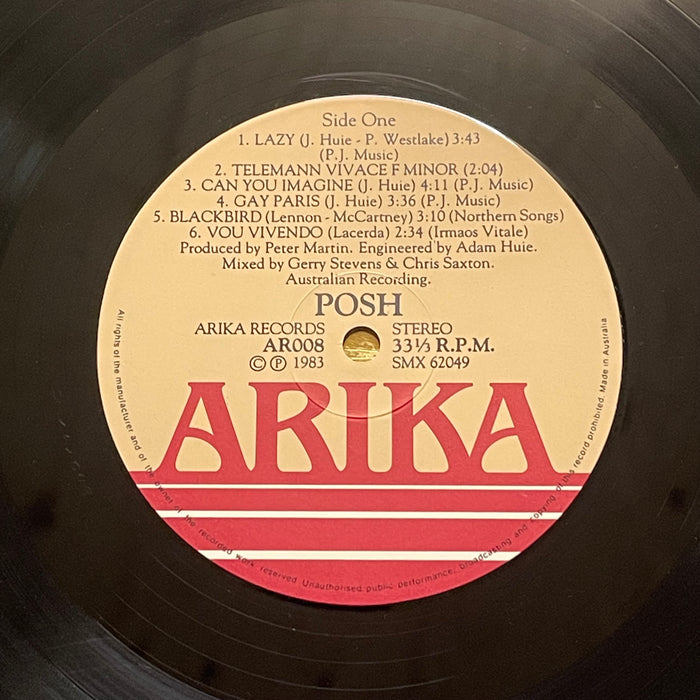 Side One
1. LAZY (J. Huie - P. Westlake) 3:43
(P.J. Music)
2. TELEMANN VIVACE F MINOR (2:04)
3. CAN YOU IMAGINE (J. Huie) 4:11 (P.J. Music)
4. GAY PARIS (J. Huie) 3:36 (P.J. Music)
5. BLACKBIRD (Lennon - McCartney) 3:10 (Northern Songs)
6. VOU VIVENDO (Lacerda) 2:34 (Irmaos Vitale)
Produced by Peter Martin. Engineered by Adam Huie.
Mixed by Gerry Stevens & Chris Saxton.
Australian Recording.
POSH
ARIKA RECORDS STEREO
AR008 33⅓ R.P.M.
© ℗ 1983 SMX 62049
ARIKA
All rights of the manufacturer and of the owner of the recorded work reserved Unauthorised public performance, broadcasting and copying of this record prohibited. Made in Australia